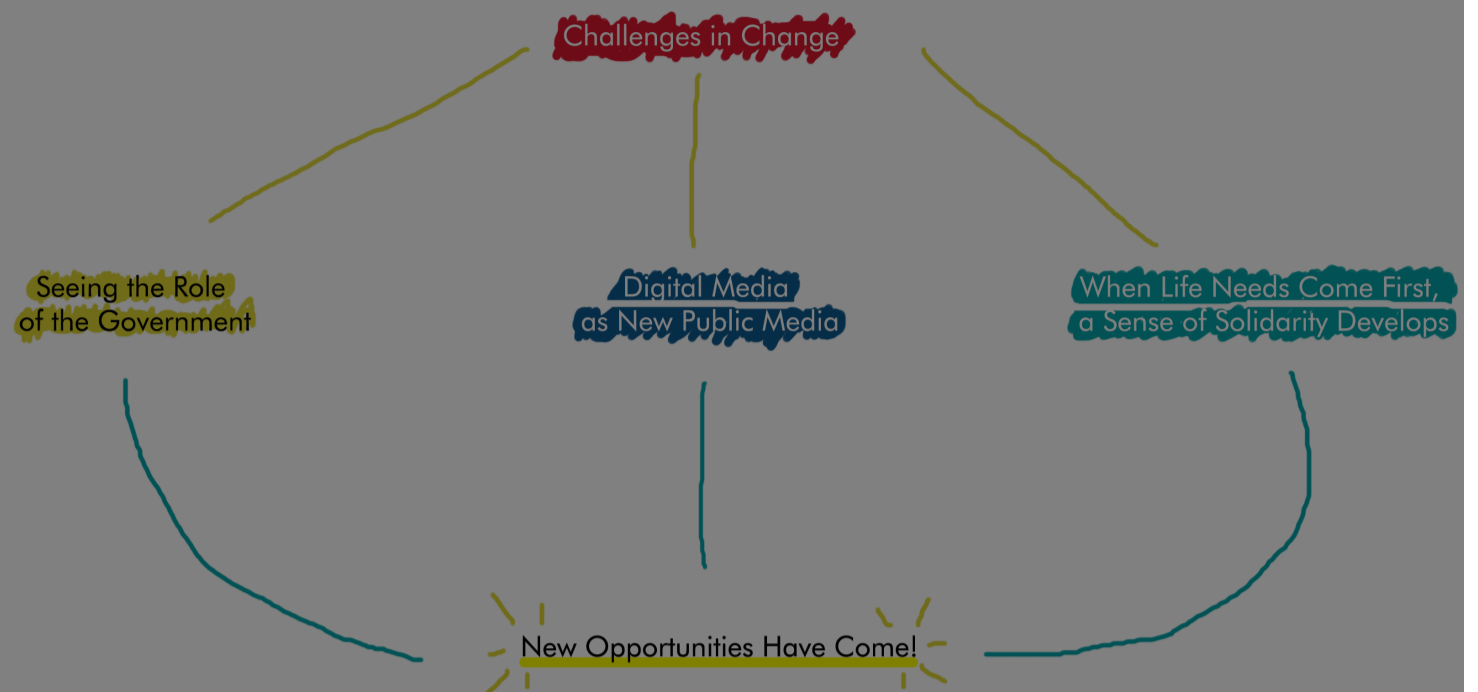 Challenges in Change
Seeing the Role
of the Government
Digital Media
as New Public Media
When Life Needs Come First,
a Sense of Solidarity Develops
New Opportunities Have Come!